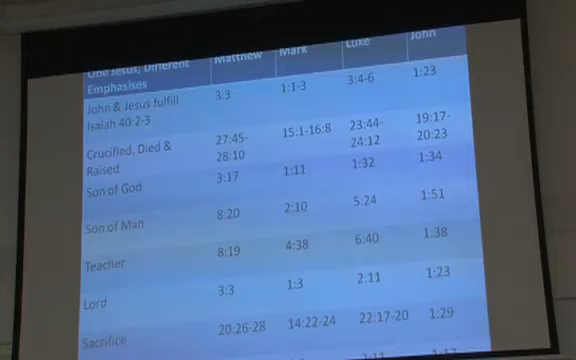 One Jesus, Different Emphasises Matthew Mark Luke John
John & Jesus fulfill Isaiah 40:2-3 3:3 1:1-3 3:4-6 1:23
Crucified, Died & Raised 27:45-28:10 15:1-16:8 23:44-24:12 19:17-20:23
Son of God 3:17 1:11 1:32 1:34
Son of Man 8:20 2:10 5:24 1:51
Teacher 8:19 4:38 6:40 1:38
Lord 3:3 1:3 2:11 1:23
Sacrifice 20:26-28 14:22-24 22:17-20 1:29